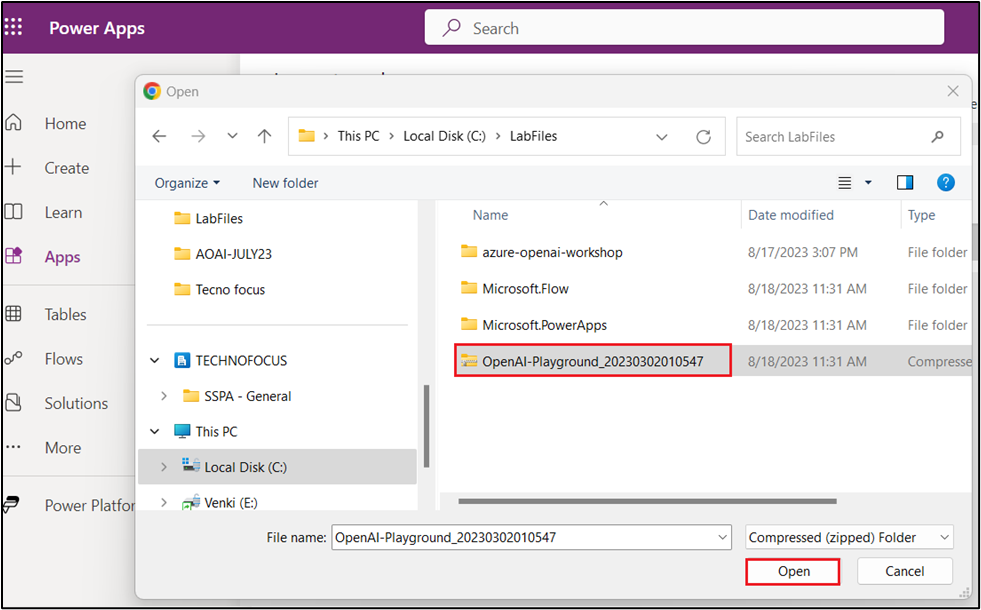 Power Apps
Search
Open
This PC > Local Disk (C:) > LabFiles
Search LabFiles
Home
Create
Learn
Apps
Tables
Flows
Solutions
More
Power Platfor
Organize
New folder
LabFiles
AOAI-JULY23
Tecno focus
TECHNOFOCUS
SSPA - General
This PC
Local Disk (C:)
Venki (E:)
Name Date modified Type
azure-openai-workshop 8/17/2023 3:07 PM File folder
Microsoft.Flow 8/18/2023 11:31 AM File folder
Microsoft.PowerApps 8/18/2023 11:31 AM File folder
OpenAI-Playground_20230302010547 8/18/2023 11:31 AM Compresse
File name: OpenAI-Playground_20230302010547 Compressed (zipped) Folder
Open Cancel